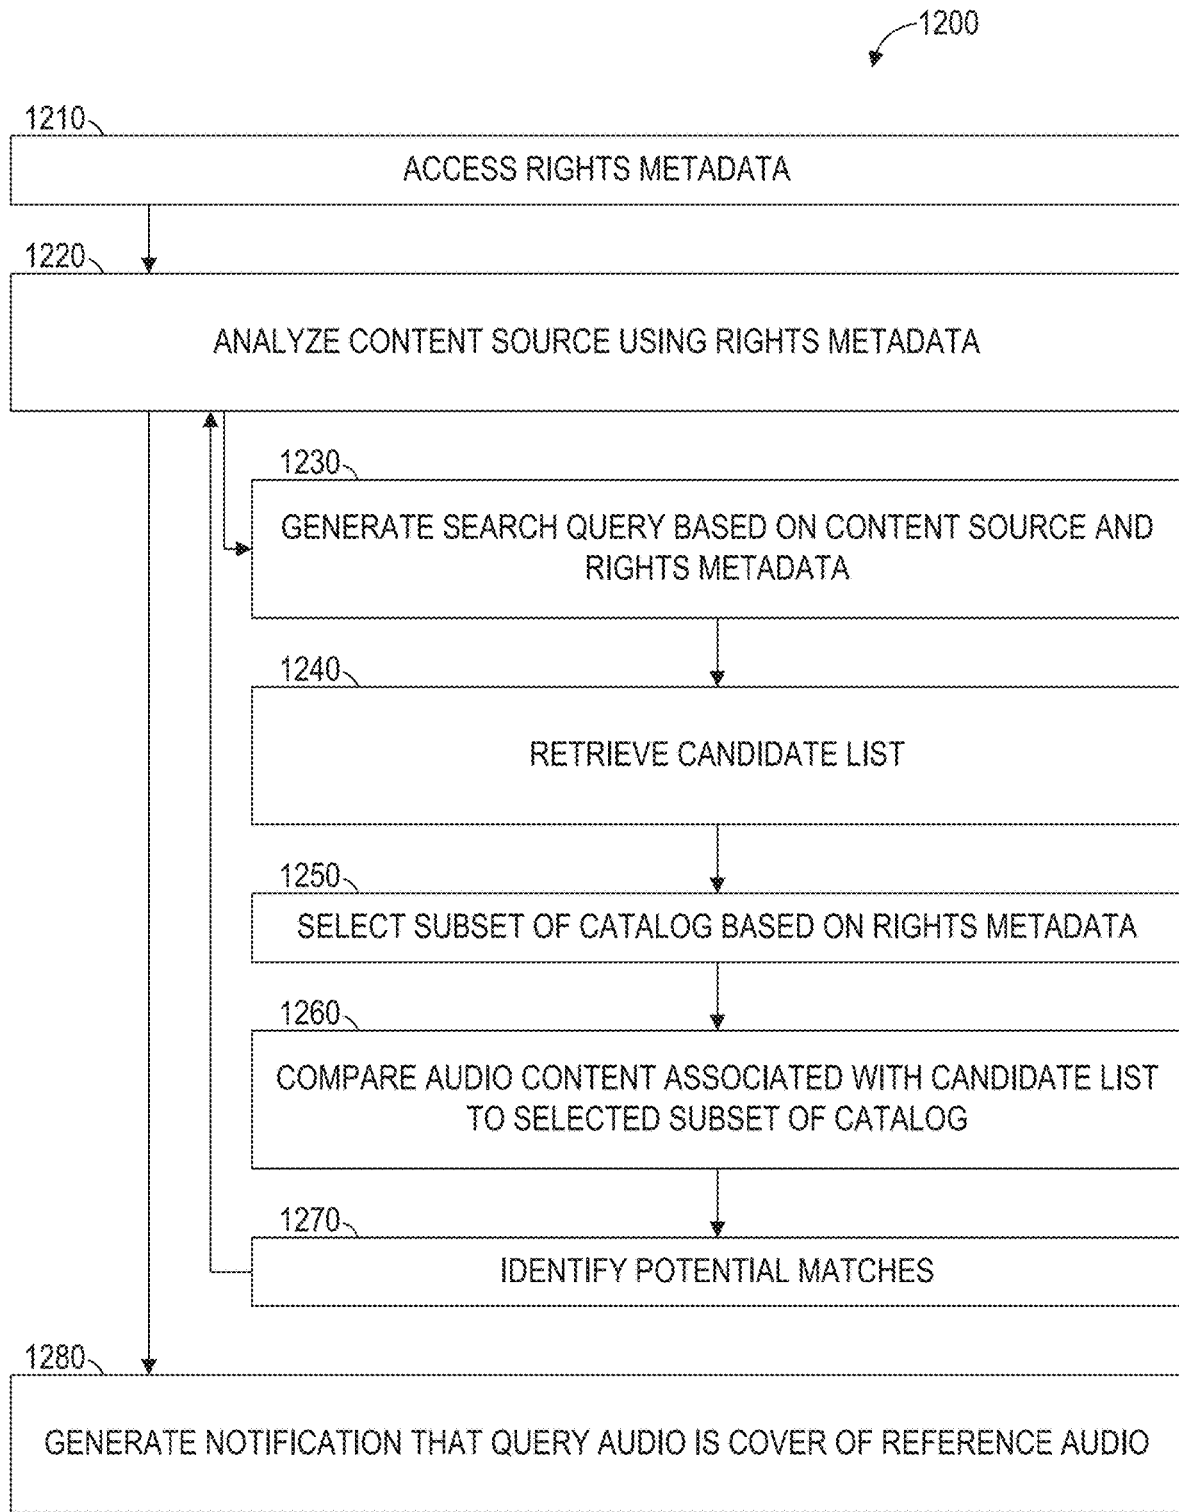 1200
1210
ACCESS RIGHTS METADATA
1220
ANALYZE CONTENT SOURCE USING RIGHTS METADATA
1230
GENERATE SEARCH QUERY BASED ON CONTENT SOURCE AND
RIGHTS METADATA
1240
RETRIEVE CANDIDATE LIST
1250
SELECT SUBSET OF CATALOG BASED ON RIGHTS METADATA
1260
COMPARE AUDIO CONTENT ASSOCIATED WITH CANDIDATE LIST
TO SELECTED SUBSET OF CATALOG
1270
IDENTIFY POTENTIAL MATCHES
1280
GENERATE NOTIFICATION THAT QUERY AUDIO IS COVER OF REFERENCE AUDIO